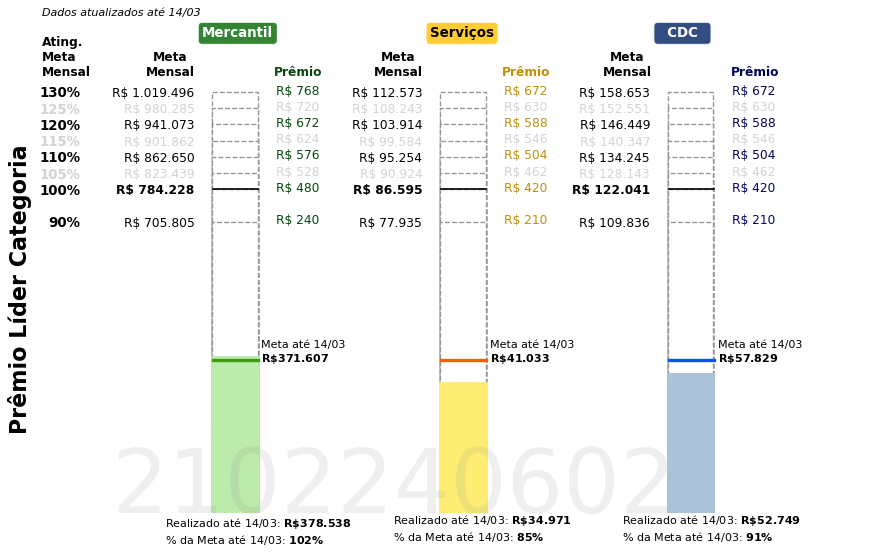 Dados atualizados até 14/03
Mercantil Serviços CDC
Ating. Meta Mensal Meta Mensal Prêmio Meta Mensal Prêmio Meta Mensal Prêmio
130% R$ 1.019.496 R$ 768 R$ 112.573 R$ 672 R$ 158.653 R$ 672
125% R$ 980.285 R$ 720 R$ 108.243 R$ 630 R$ 152.551 R$ 630
120% R$ 941.073 R$ 672 R$ 103.914 R$ 588 R$ 146.449 R$ 588
115% R$ 901.862 R$ 624 R$ 99.584 R$ 546 R$ 140.347 R$ 546
110% R$ 862.650 R$ 576 R$ 95.254 R$ 504 R$ 134.245 R$ 504
105% R$ 823.439 R$ 528 R$ 90.924 R$ 462 R$ 128.143 R$ 462
100% R$ 784.228 R$ 480 R$ 86.595 R$ 420 R$ 122.041 R$ 420
90% R$ 705.805 R$ 240 R$ 77.935 R$ 210 R$ 109.836 R$ 210
Prêmio Líder Categoria
Meta até 14/03 Meta até 14/03 Meta até 14/03
R$371.607 R$41.033 R$57.829
2102240602
Realizado até 14/03: R$378.538 Realizado até 14/03: R$34.971 Realizado até 14/03: R$52.749
% da Meta até 14/03: 102% % da Meta até 14/03: 85% % da Meta até 14/03: 91%